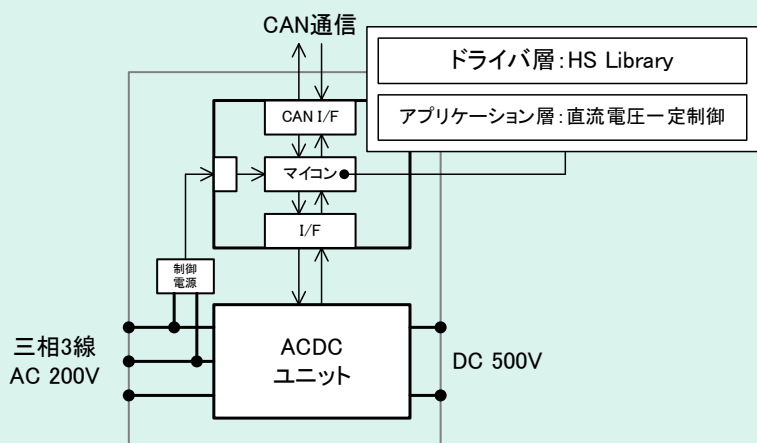 CAN通信
ドライバ層:HS Library
アプリケーション層:直流電圧一定制御
CAN I/F
マイコン
I/F
制御
電源
三相3線
AC 200V
ACDC
ユニット
DC 500V